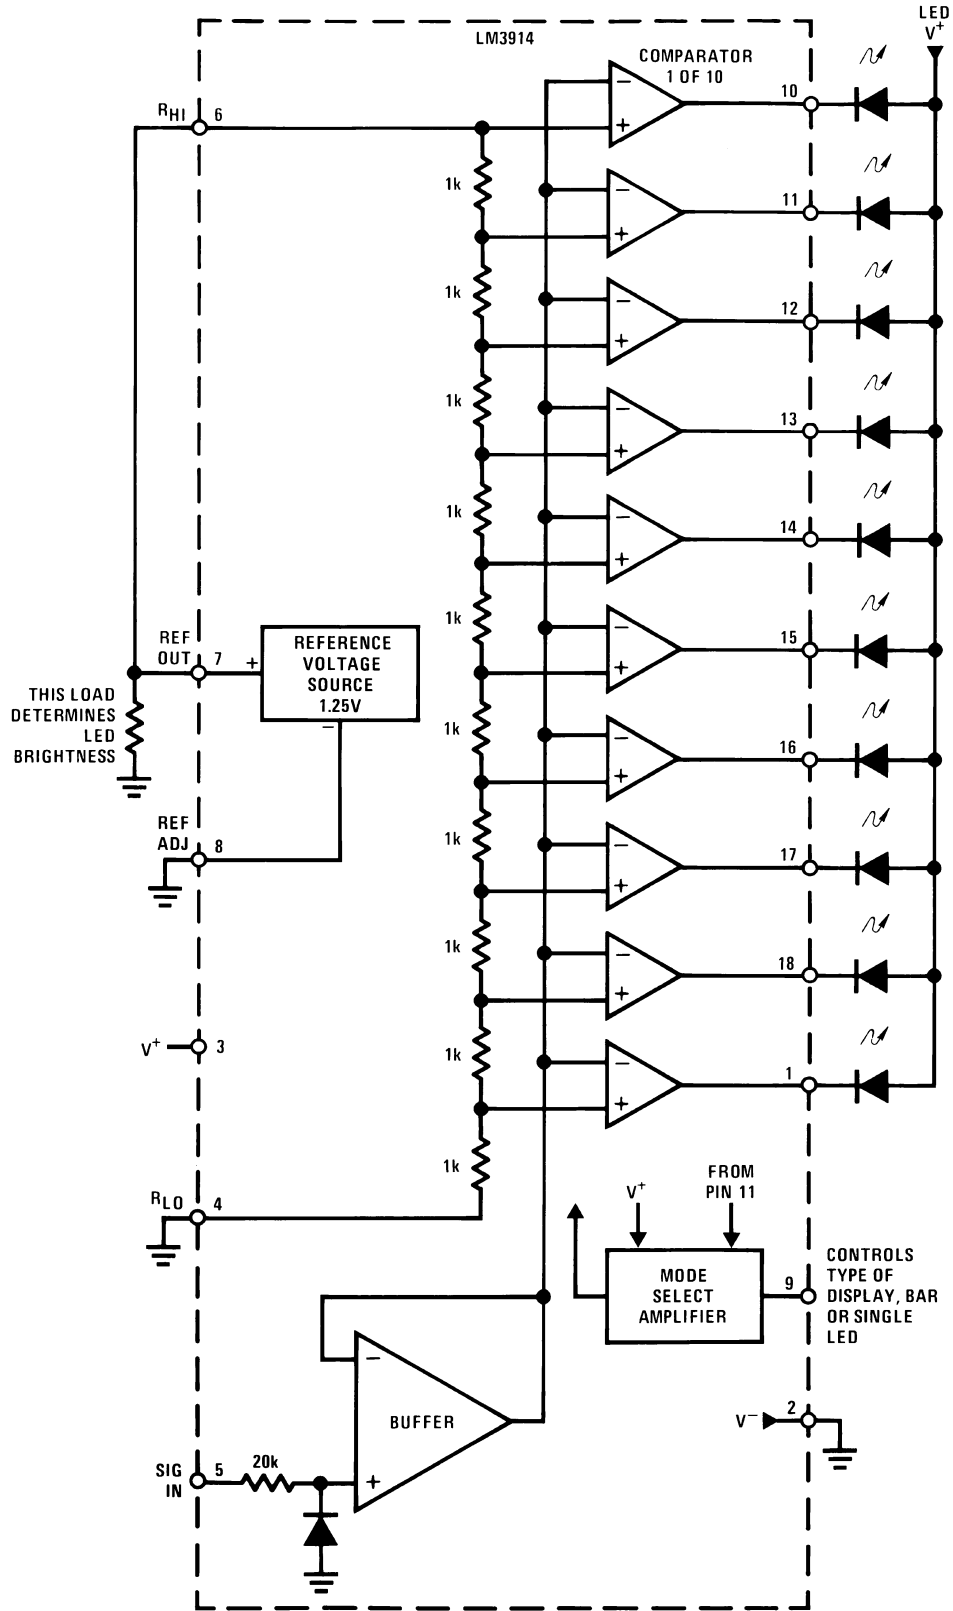 LED
V+
LM3914
COMPARATOR
1 OF 10
−
+
10
RHI
6
1k
−
+
11
1k
−
+
12
1k
−
+
13
1k
−
+
14
1k
−
+
15
REF
OUT
7
+
REFERENCE
VOLTAGE
SOURCE
1.25V
−
THIS LOAD
DETERMINES
LED
BRIGHTNESS
1k
−
+
16
REF
ADJ
8
1k
−
+
17
1k
−
+
18
V+
3
1k
−
+
1
1k
RLO
4
V+
FROM
PIN 11
MODE
SELECT
AMPLIFIER
9
CONTROLS
TYPE OF
DISPLAY, BAR
OR SINGLE
LED
−
BUFFER
+
V−
2
SIG
IN
5
20k